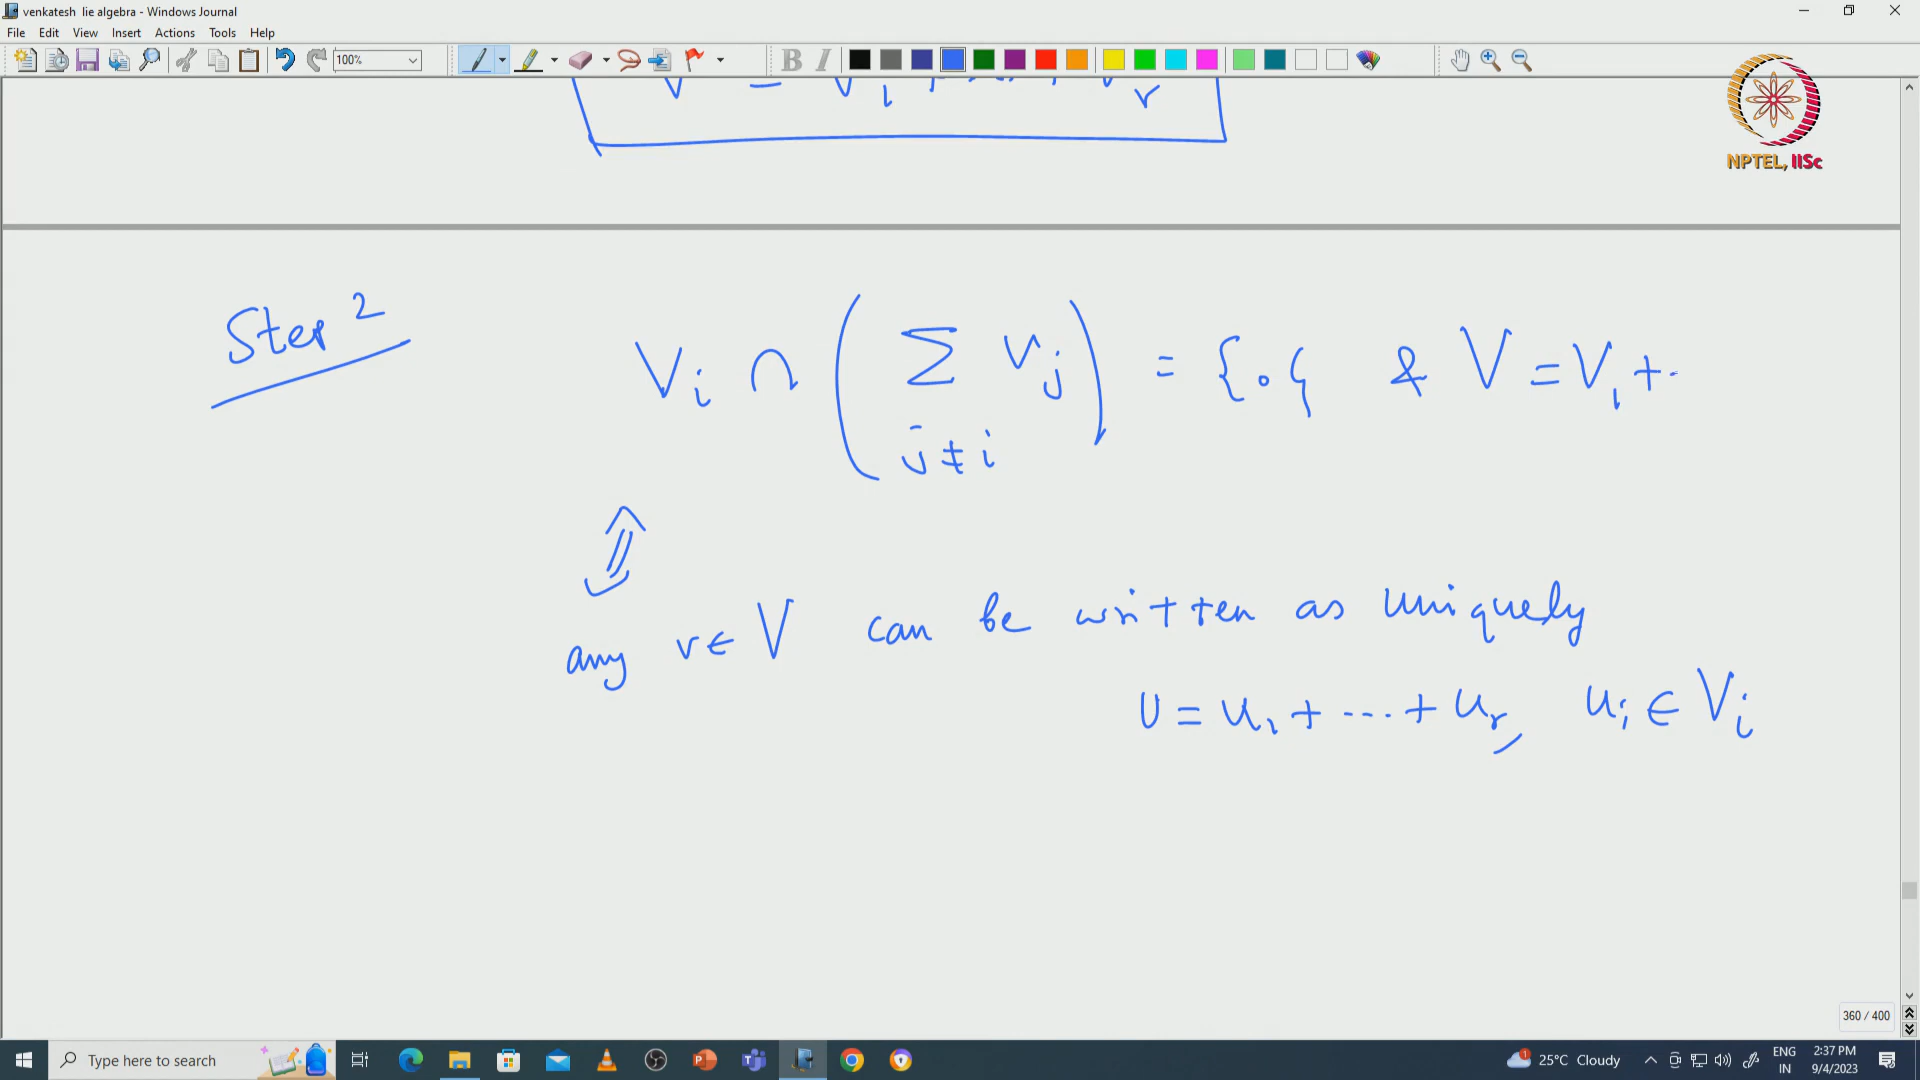 venkatesh lie algebra - Windows Journal
File Edit View Insert Actions Tools Help
100%
B I
NPTEL, IISc
r
Step 2
V_i ∩ ( Σ_{j≠i} V_j ) = {0} & V = V_1 + ·
⇕
any v ∈ V can be written as uniquely
v = u_1 + ··· + u_r, u_i ∈ V_i
360 / 400
Type here to search
25°C Cloudy
ENG
IN
2:37 PM
9/4/2023